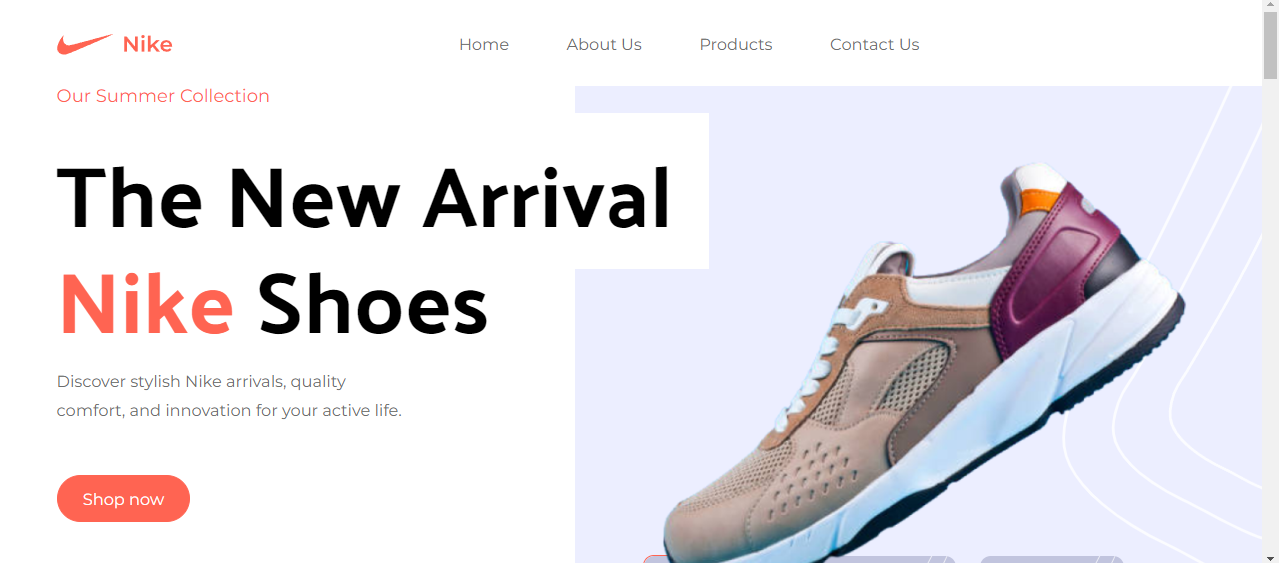 Nike
Home
About Us
Products
Contact Us
Our Summer Collection
The New Arrival
Nike Shoes
Discover stylish Nike arrivals, quality
comfort, and innovation for your active life.
Shop now